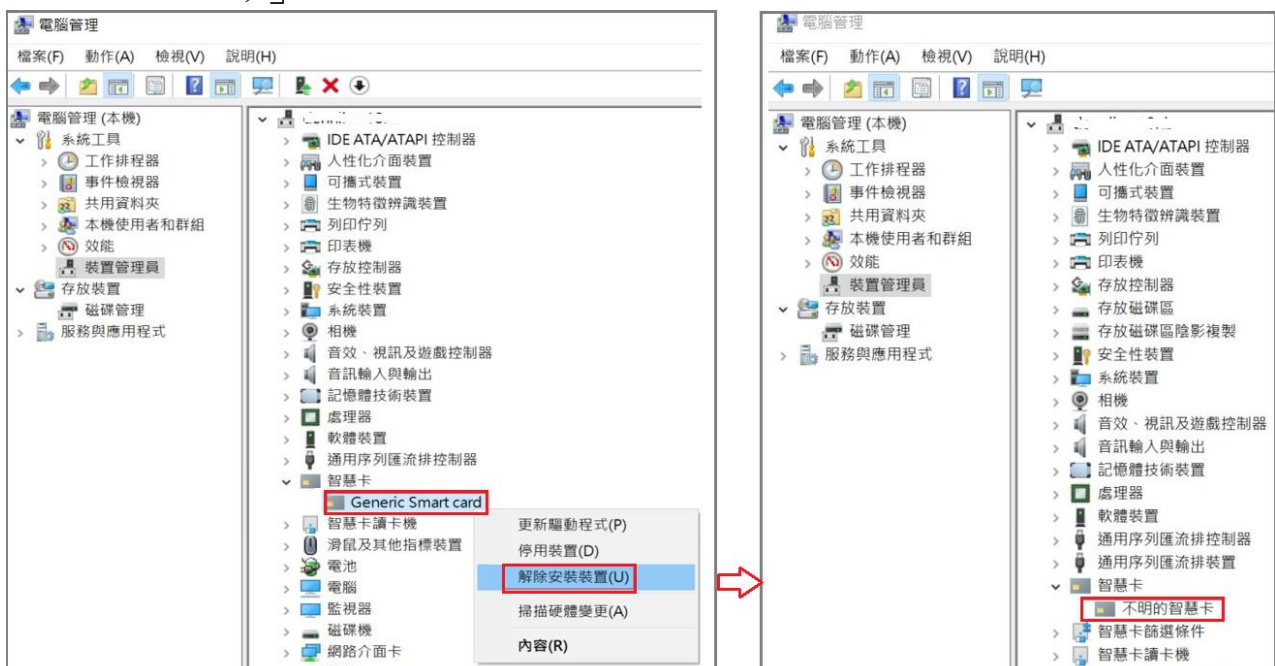 電腦管理
檔案(F) 動作(A) 檢視(V) 說明(H)
電腦管理 (本機)
系統工具
工作排程器
事件檢視器
共用資料夾
本機使用者和群組
效能
裝置管理員
存放裝置
磁碟管理
服務與應用程式
IDE ATA/ATAPI 控制器
人性化介面裝置
可攜式裝置
生物特徵辨識裝置
列印佇列
印表機
存放控制器
安全性裝置
系統裝置
相機
音效、視訊及遊戲控制器
音訊輸入與輸出
記憶體技術裝置
處理器
軟體裝置
通用序列匯流排控制器
智慧卡
Generic Smart card
智慧卡讀卡機
滑鼠及其他指標裝置
電池
電腦
監視器
磁碟機
網路介面卡
更新驅動程式(P)
停用裝置(D)
解除安裝裝置(U)
掃描硬體變更(A)
內容(R)
電腦管理
檔案(F) 動作(A) 檢視(V) 說明(H)
電腦管理 (本機)
系統工具
工作排程器
事件檢視器
共用資料夾
本機使用者和群組
效能
裝置管理員
存放裝置
磁碟管理
服務與應用程式
IDE ATA/ATAPI 控制器
人性化介面裝置
可攜式裝置
生物特徵辨識裝置
列印佇列
印表機
存放控制器
存放磁碟區
存放磁碟區陰影複製
安全性裝置
系統裝置
相機
音效、視訊及遊戲控制器
音訊輸入與輸出
記憶體技術裝置
處理器
軟體裝置
通用序列匯流排控制器
通用序列匯流排裝置
智慧卡
不明的智慧卡
智慧卡篩選條件
智慧卡讀卡機